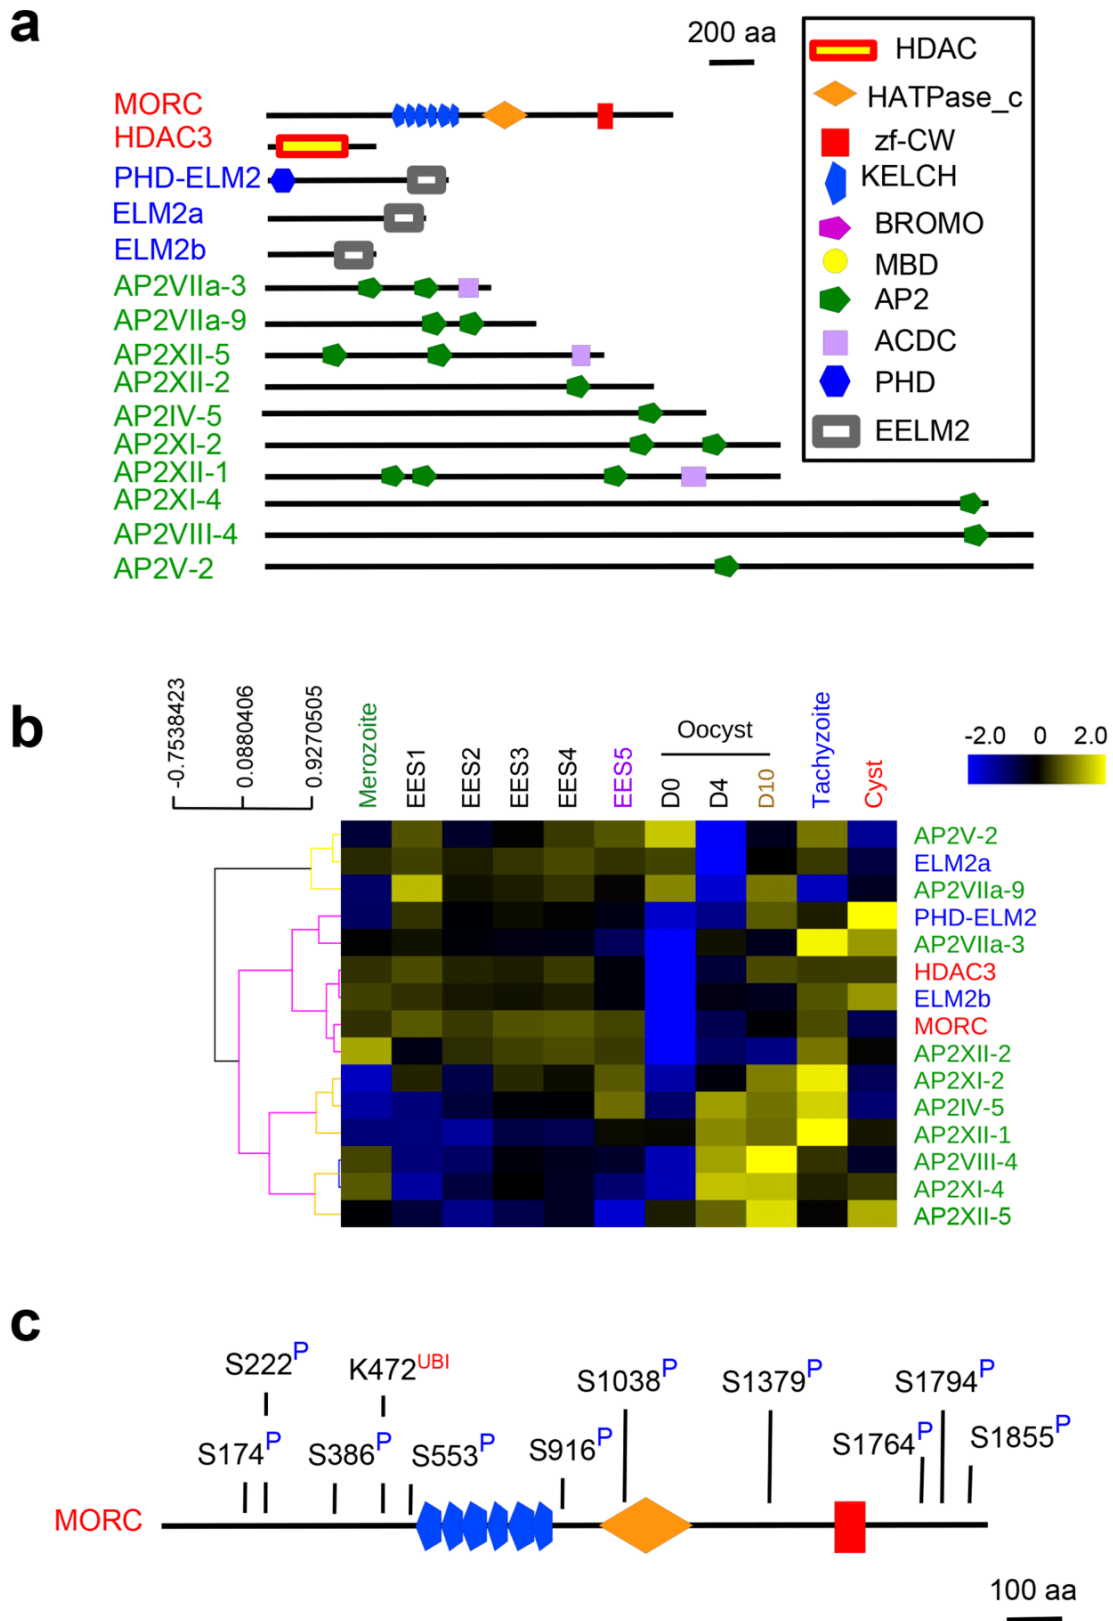 a
200 aa
HDAC
HATPase_c
zf-CW
KELCH
BROMO
MBD
AP2
ACDC
PHD
EELM2
MORC
HDAC3
PHD-ELM2
ELM2a
ELM2b
AP2VIIa-3
AP2VIIa-9
AP2XII-5
AP2XII-2
AP2IV-5
AP2XI-2
AP2XII-1
AP2XI-4
AP2VIII-4
AP2V-2
b
-0.7538423
0.0880406
0.9270505
Merozoite
EES1
EES2
EES3
EES4
EES5
Oocyst
D0
D4
D10
Tachyzoite
Cyst
-2.0 0 2.0
AP2V-2
ELM2a
AP2VIIa-9
PHD-ELM2
AP2VIIa-3
HDAC3
ELM2b
MORC
AP2XII-2
AP2XI-2
AP2IV-5
AP2XII-1
AP2VIII-4
AP2XI-4
AP2XII-5
c
S222P K472UBI S1038P S1379P S1794P
S174P S386P S553P S916P S1764P S1855P
MORC
100 aa